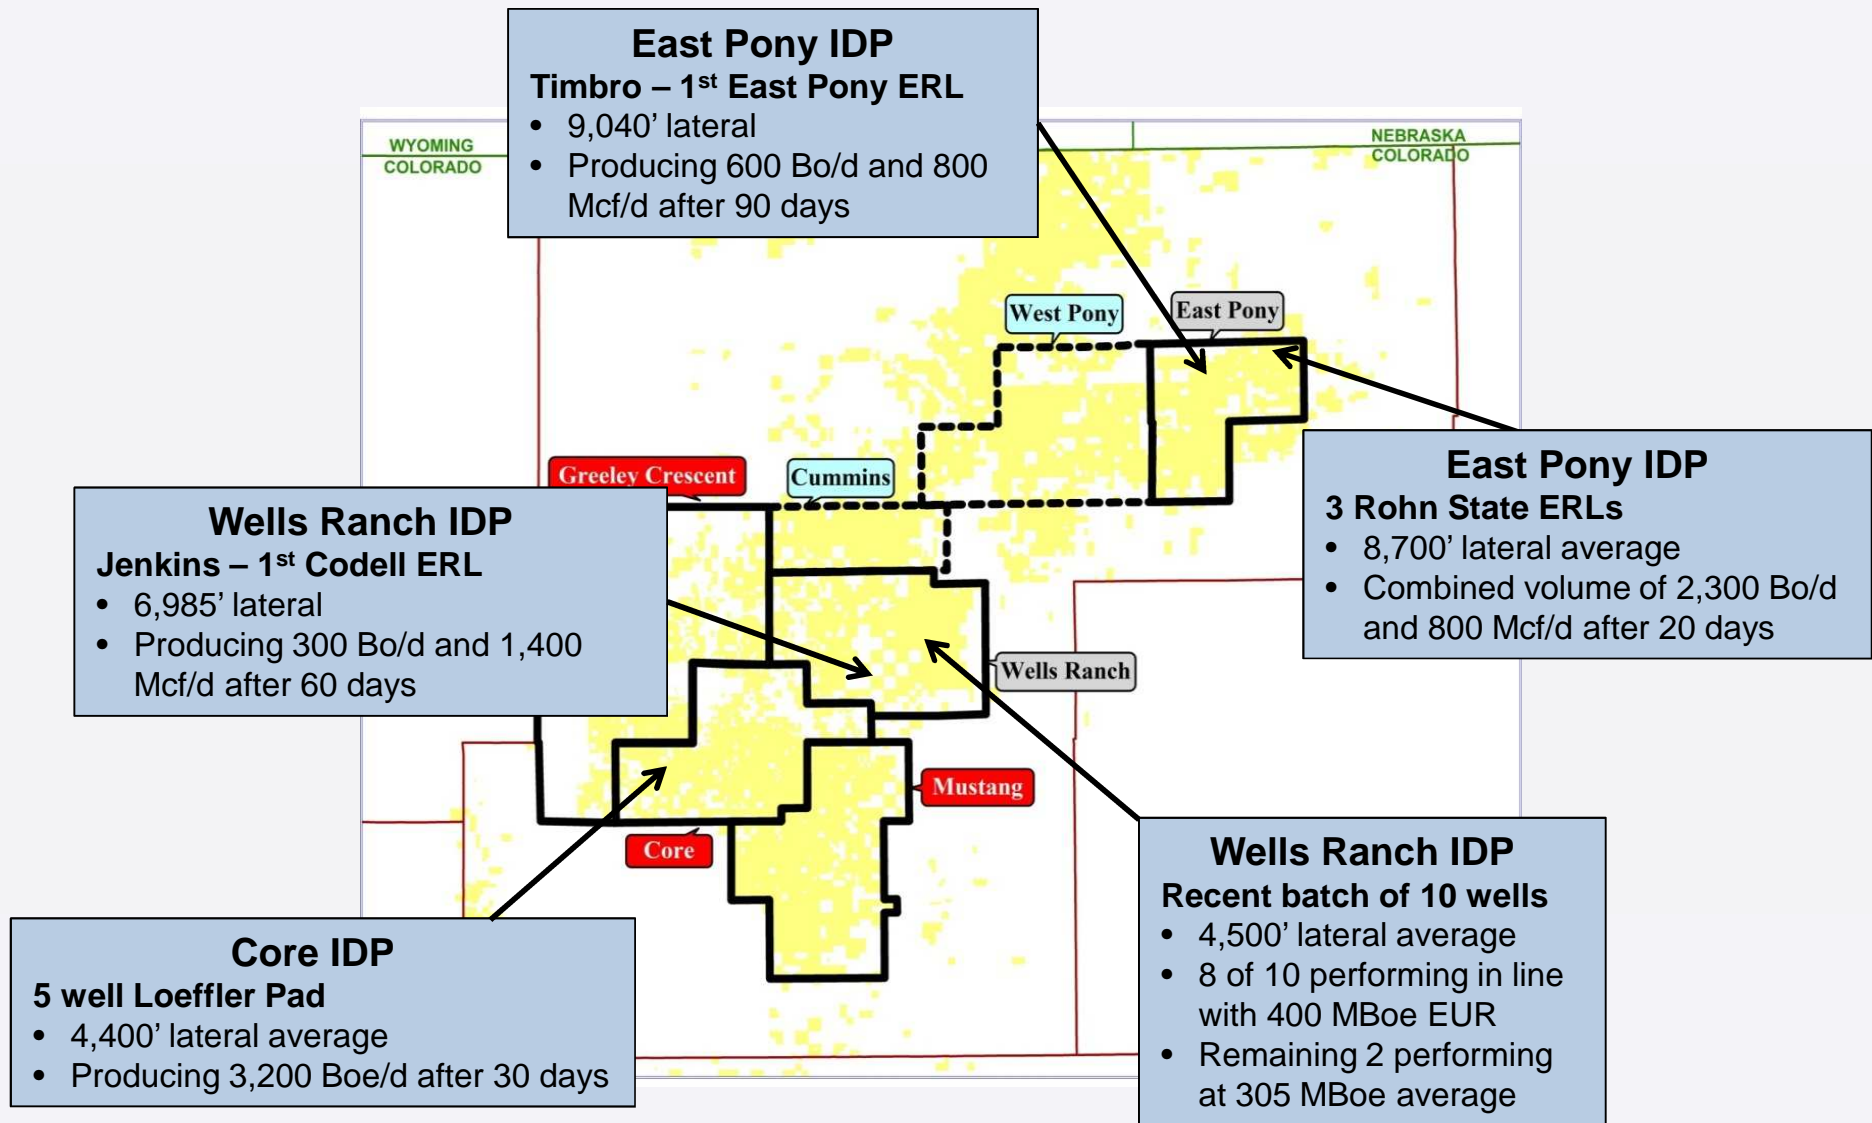 East Pony IDP
Timbro – 1st East Pony ERL
• 9,040’ lateral
• Producing 600 Bo/d and 800
Mcf/d after 90 days
WYOMING
COLORADO
NEBRASKA
COLORADO
West Pony
East Pony
Greeley Crescent
Cummins
East Pony IDP
3 Rohn State ERLs
• 8,700’ lateral average
• Combined volume of 2,300 Bo/d
and 800 Mcf/d after 20 days
Wells Ranch IDP
Jenkins – 1st Codell ERL
• 6,985’ lateral
• Producing 300 Bo/d and 1,400
Mcf/d after 60 days
Wells Ranch
Mustang
Core
Wells Ranch IDP
Recent batch of 10 wells
• 4,500’ lateral average
• 8 of 10 performing in line
with 400 MBoe EUR
• Remaining 2 performing
at 305 MBoe average
Core IDP
5 well Loeffler Pad
• 4,400’ lateral average
• Producing 3,200 Boe/d after 30 days